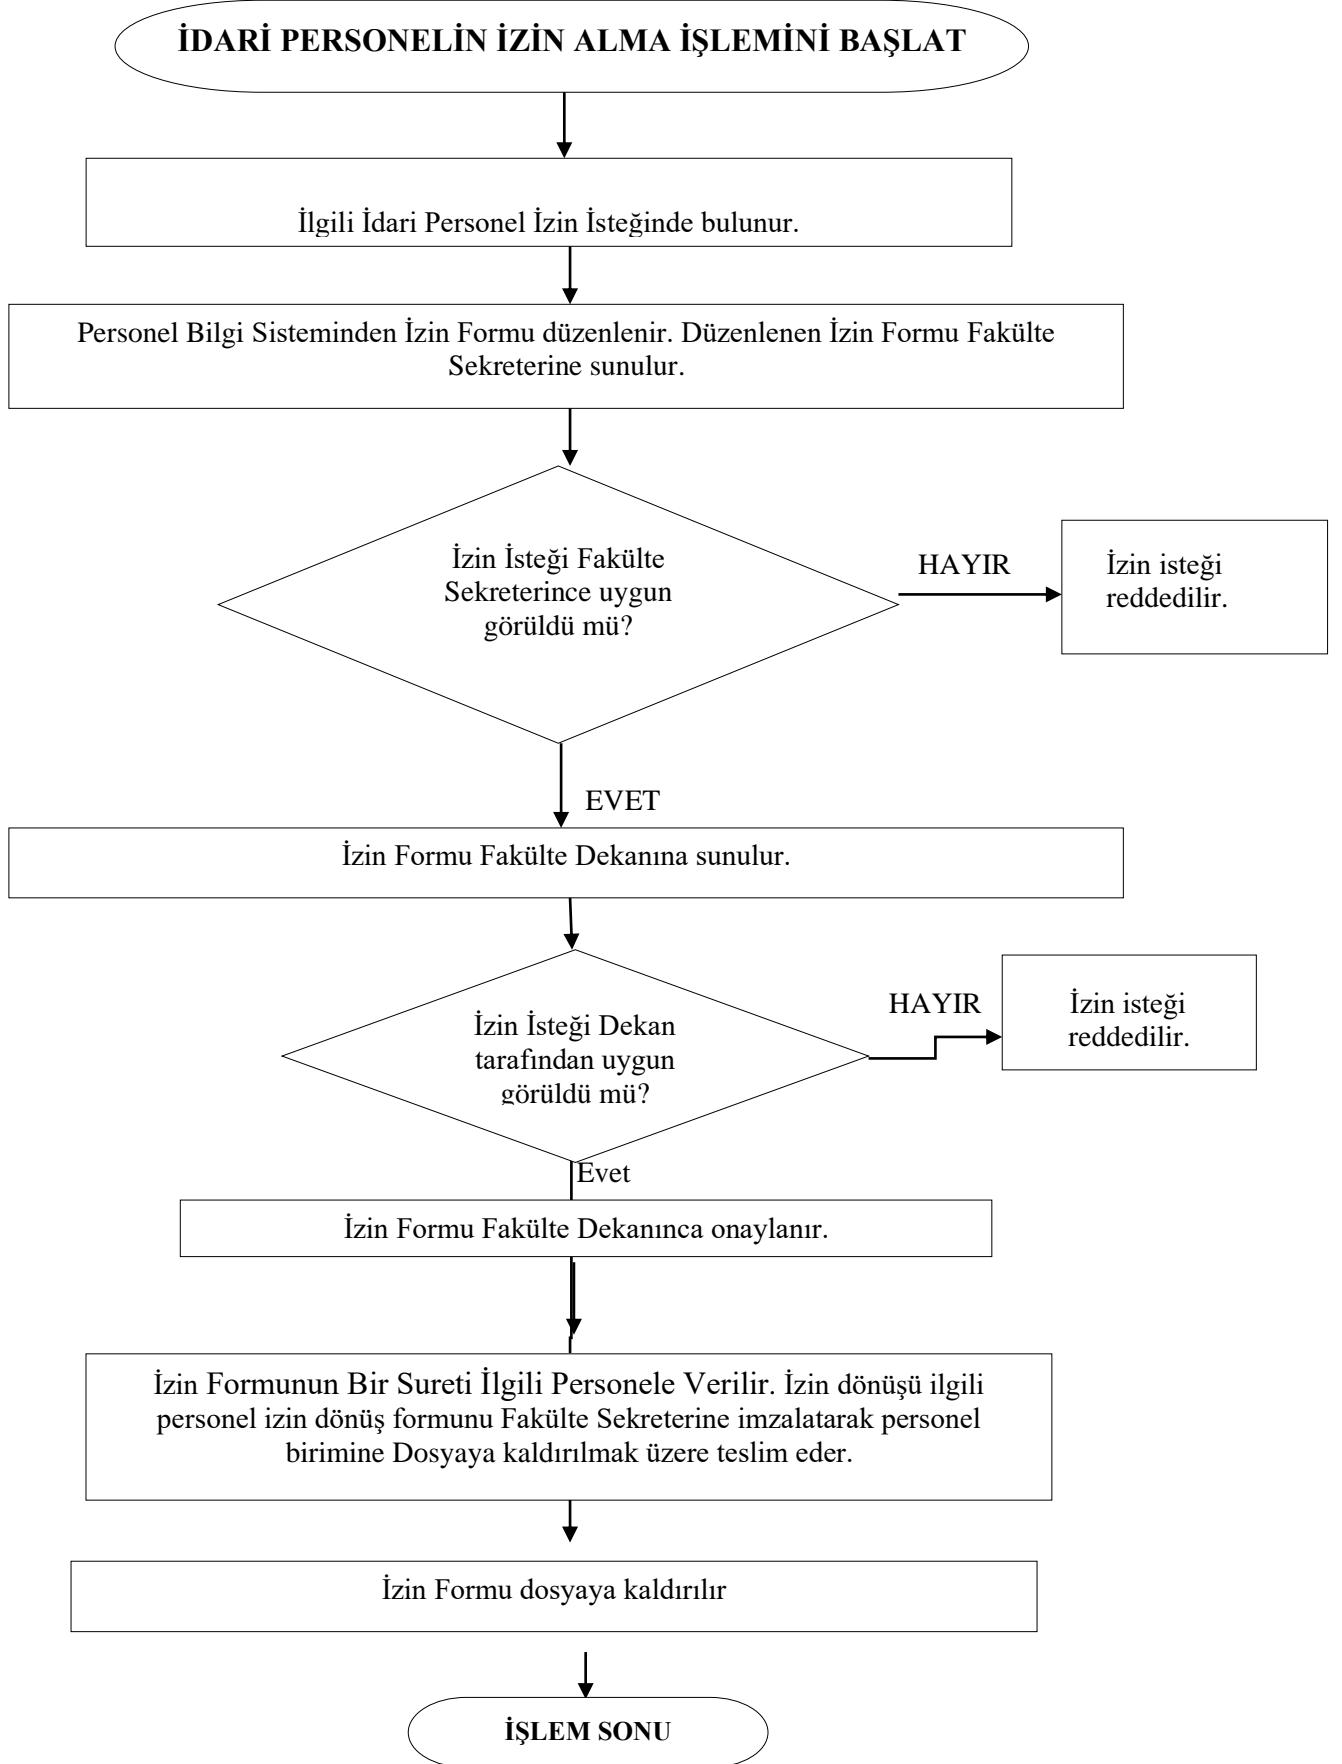 İDARİ PERSONELİN İZİN ALMA İŞLEMİNİ BAŞLAT
İlgili İdari Personel İzin İsteğinde bulunur.
Personel Bilgi Sisteminden İzin Formu düzenlenir. Düzenlenen İzin Formu Fakülte
Sekreterine sunulur.
İzin İsteği Fakülte
Sekreterince uygun
görüldü mü?
HAYIR
İzin isteği
reddedilir.
EVET
İzin Formu Fakülte Dekanına sunulur.
İzin İsteği Dekan
tarafından uygun
görüldü mü?
HAYIR
İzin isteği
reddedilir.
Evet
İzin Formu Fakülte Dekanınca onaylanır.
İzin Formunun Bir Sureti İlgili Personele Verilir. İzin dönüşü ilgili
personel izin dönüş formunu Fakülte Sekreterine imzalatarak personel
birimine Dosyaya kaldırılmak üzere teslim eder.
İzin Formu dosyaya kaldırılır
İŞLEM SONU